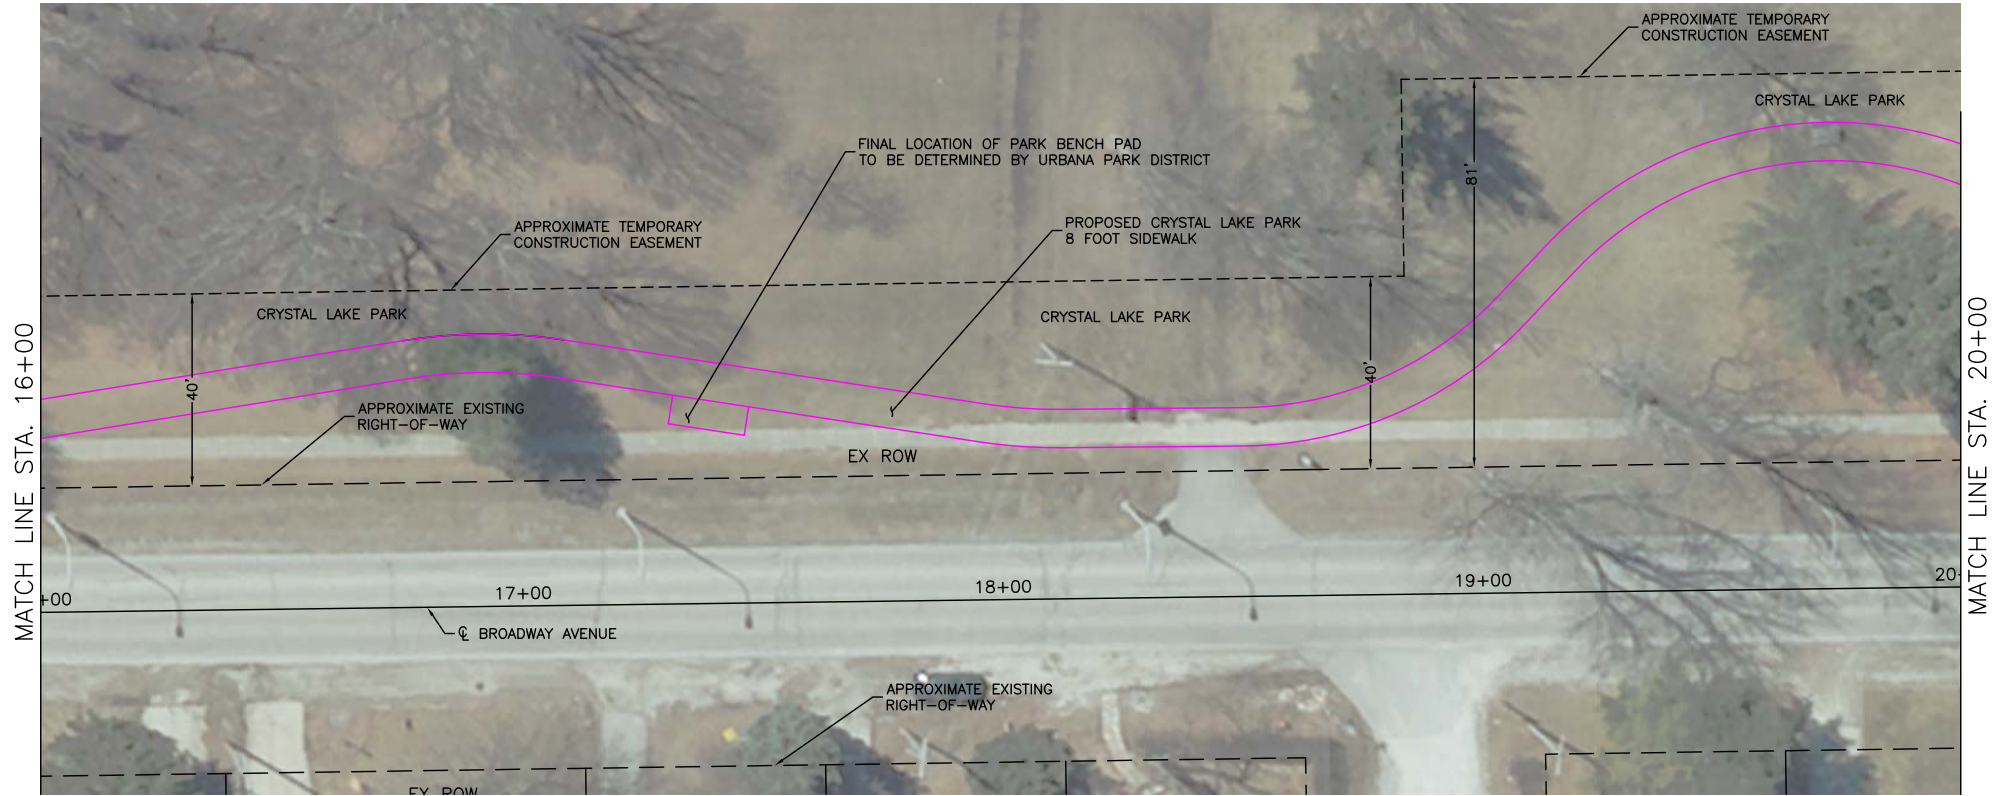 APPROXIMATE TEMPORARY
CONSTRUCTION EASEMENT
CRYSTAL LAKE PARK
FINAL LOCATION OF PARK BENCH PAD
TO BE DETERMINED BY URBANA PARK DISTRICT
81'
APPROXIMATE TEMPORARY
CONSTRUCTION EASEMENT
PROPOSED CRYSTAL LAKE PARK
8 FOOT SIDEWALK
CRYSTAL LAKE PARK
CRYSTAL LAKE PARK
40'
40'
APPROXIMATE EXISTING
RIGHT-OF-WAY
EX ROW
MATCH LINE STA. 16+00
MATCH LINE STA. 20+00
+00
17+00
18+00
19+00
20
℄ BROADWAY AVENUE
APPROXIMATE EXISTING
RIGHT-OF-WAY
EX ROW